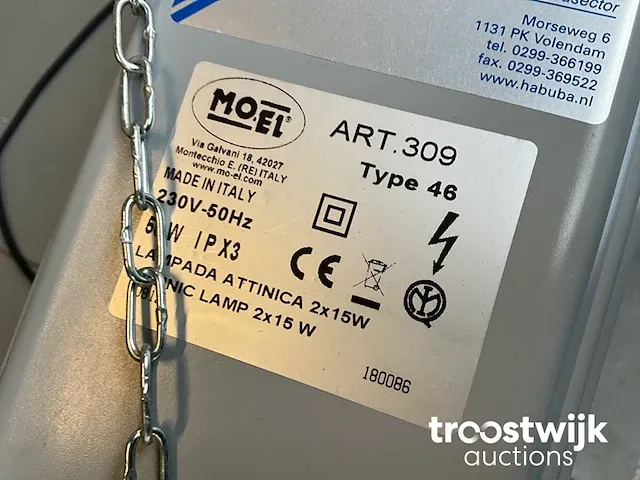 Morseweg 6
1131 PK Volendam
tel. 0299-366199
fax. 0299-369522
www.habuba.nl
MO-EL
Via Galvani 18, 42027
Montecchio E. (RE) ITALY
www.mo-el.com
MADE IN ITALY
230V-50Hz
W IPX3
ART.309
Type 46
CE
LAMPADA ATTINICA 2x15W
LAMP 2x15 W
180086
troostwijk
auctions